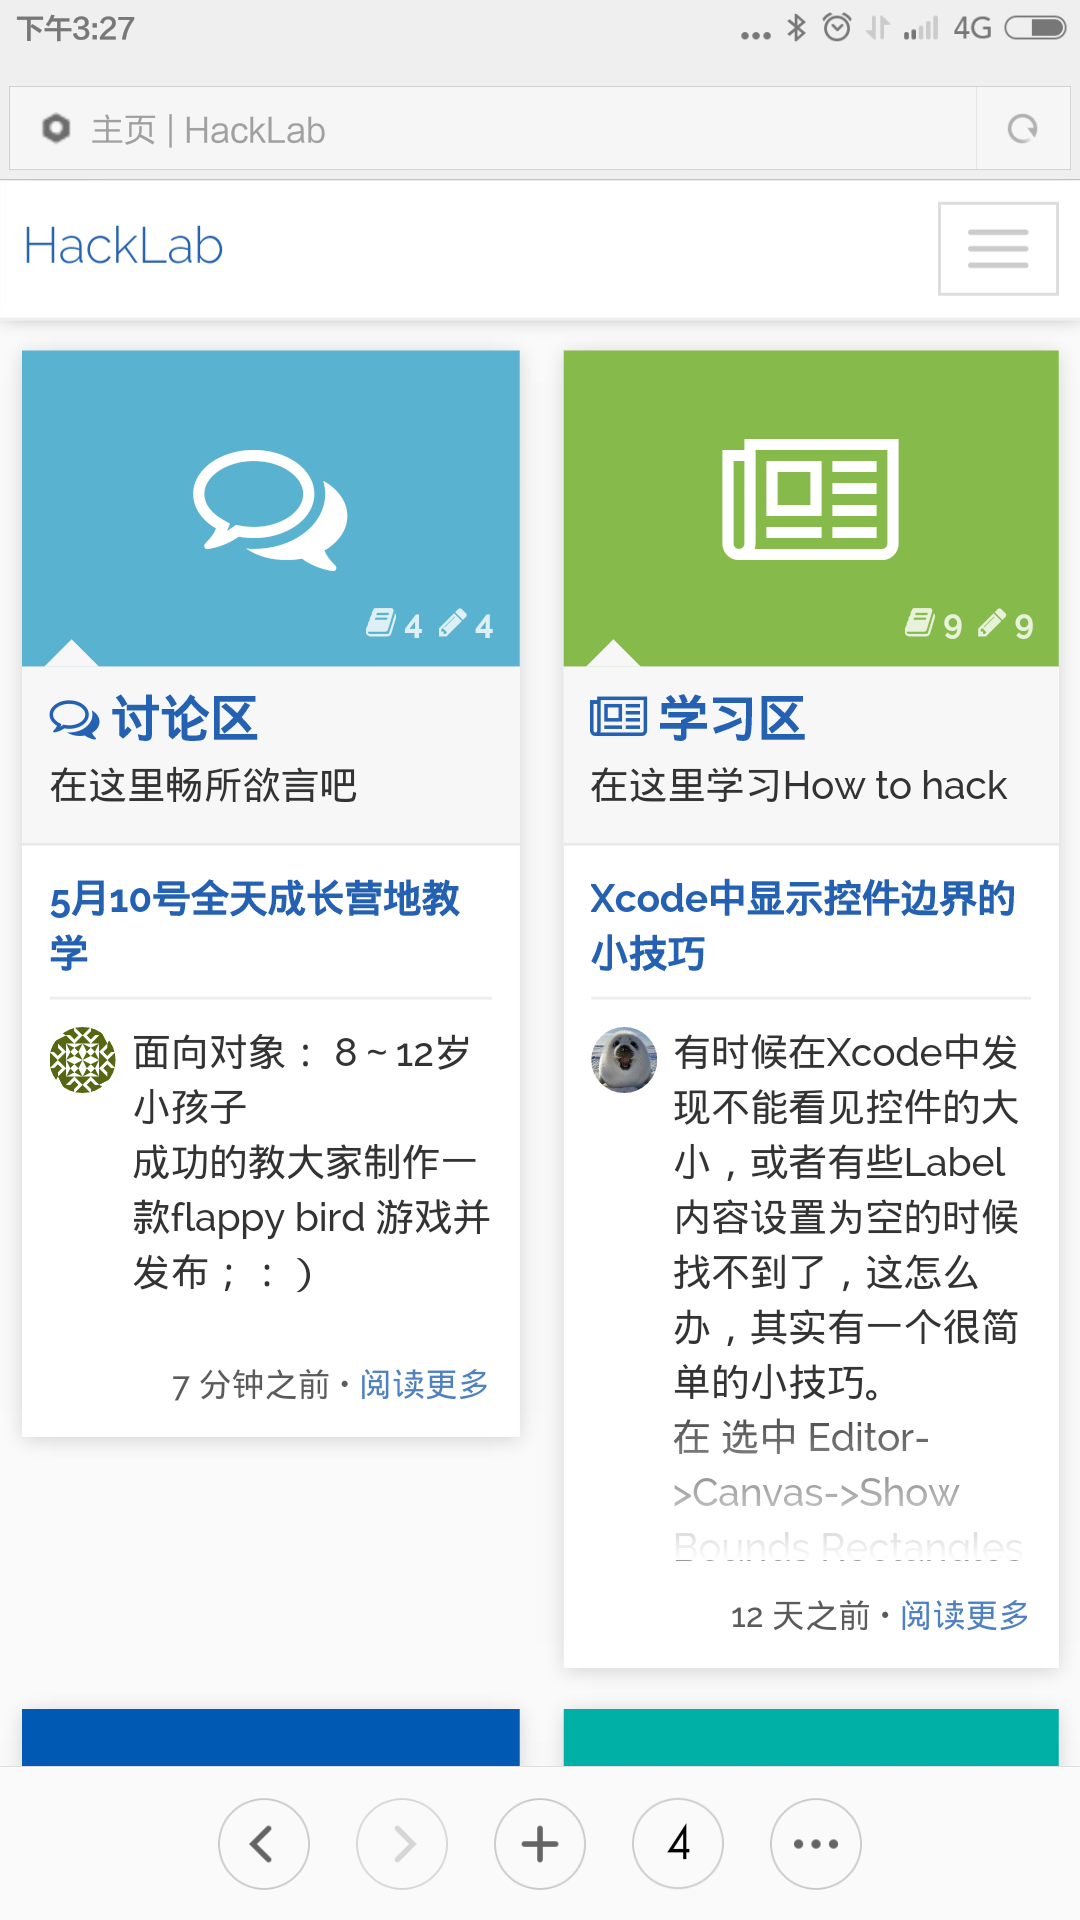 下午3:27
4G
主页 | HackLab
HackLab
4 4
讨论区
在这里畅所欲言吧
5月10号全天成长营地教
学
面向对象： 8 ~ 12岁
小孩子
成功的教大家制作一
款flappy bird 游戏并
发布；：）
7 分钟之前 • 阅读更多
9 9
学习区
在这里学习How to hack
Xcode中显示控件边界的
小技巧
有时候在Xcode中发
现不能看见控件的大
小，或者有些Label
内容设置为空的时候
找不到了，这怎么
办，其实有一个很简
单的小技巧。
在 选中 Editor-
>Canvas->Show
Bounds Rectangles
12 天之前 • 阅读更多
4